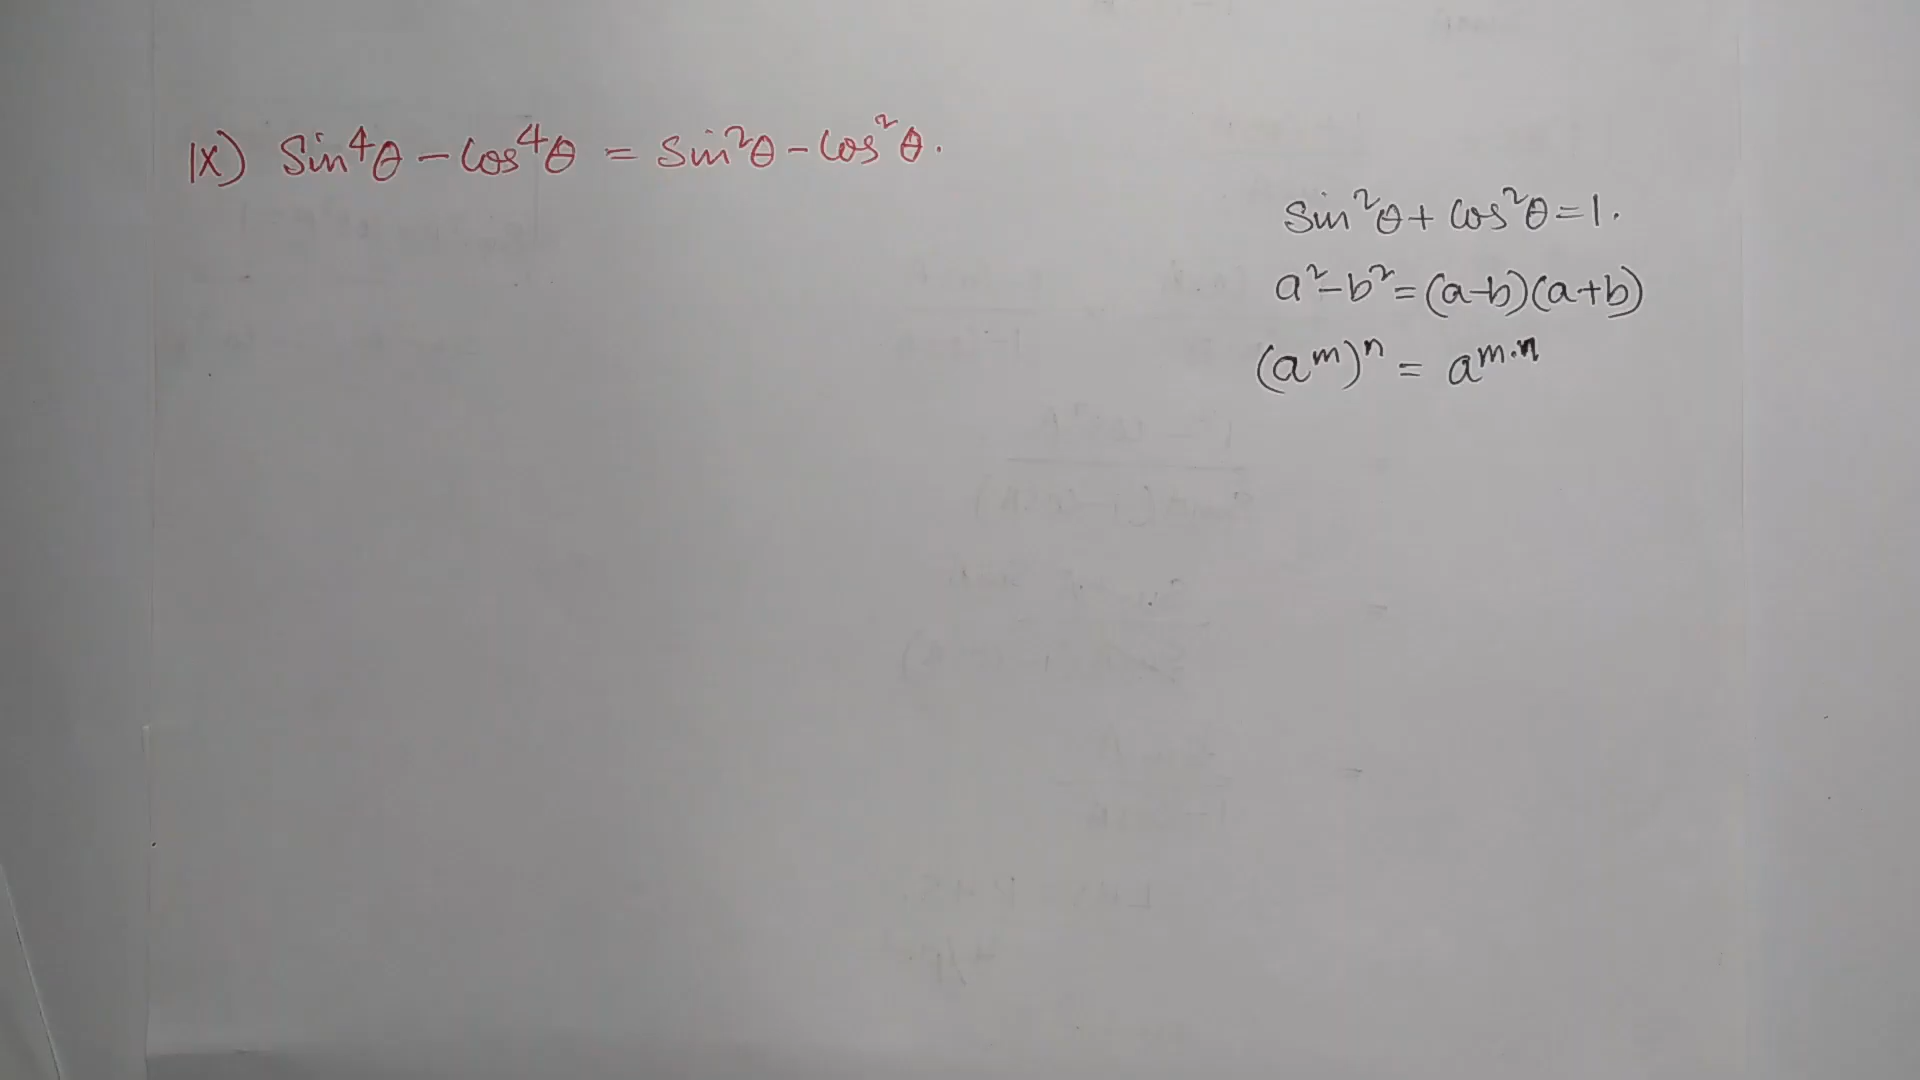 IX) Sin⁴θ - Cos⁴θ = Sin²θ - Cos²θ.
Sin²θ + Cos²θ = 1.
a² - b² = (a-b)(a+b)
(aᵐ)ⁿ = aᵐ·ⁿ